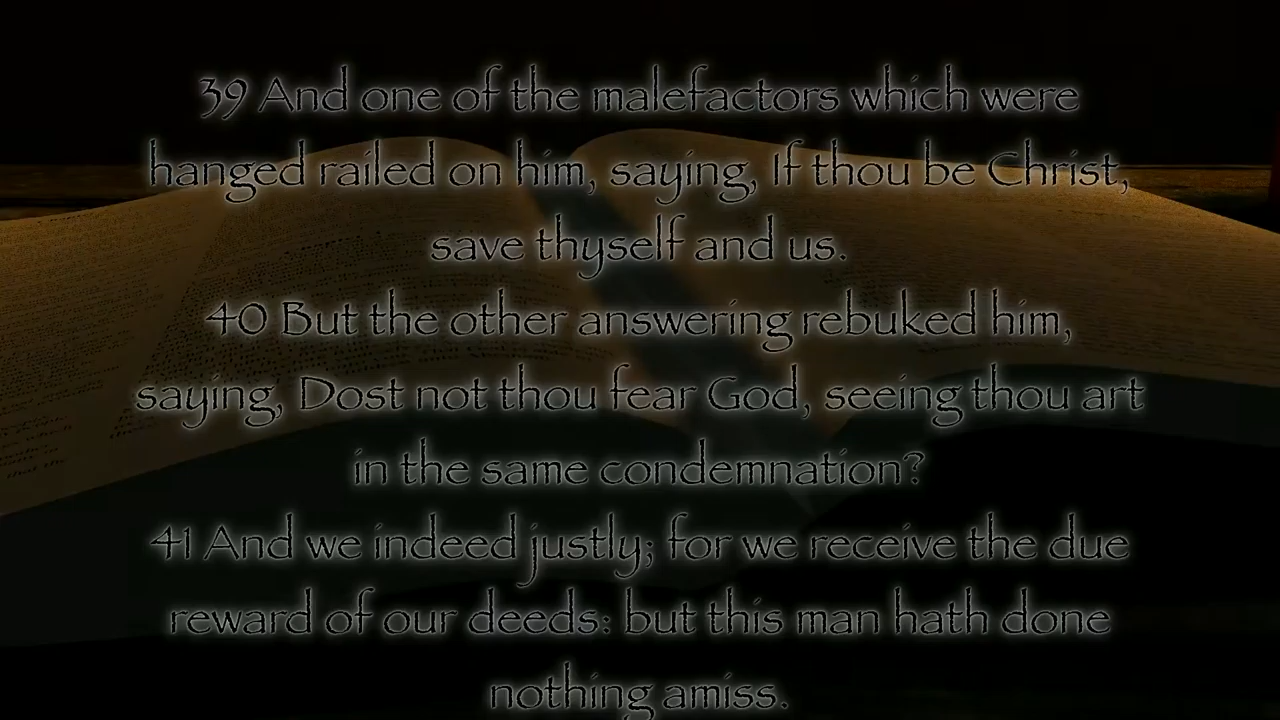 39 And one of the malefactors which were
hanged railed on him, saying, If thou be Christ,
save thyself and us.
40 But the other answering rebuked him,
saying, Dost not thou fear God, seeing thou art
in the same condemnation?
41 And we indeed justly; for we receive the due
reward of our deeds: but this man hath done
nothing amiss.